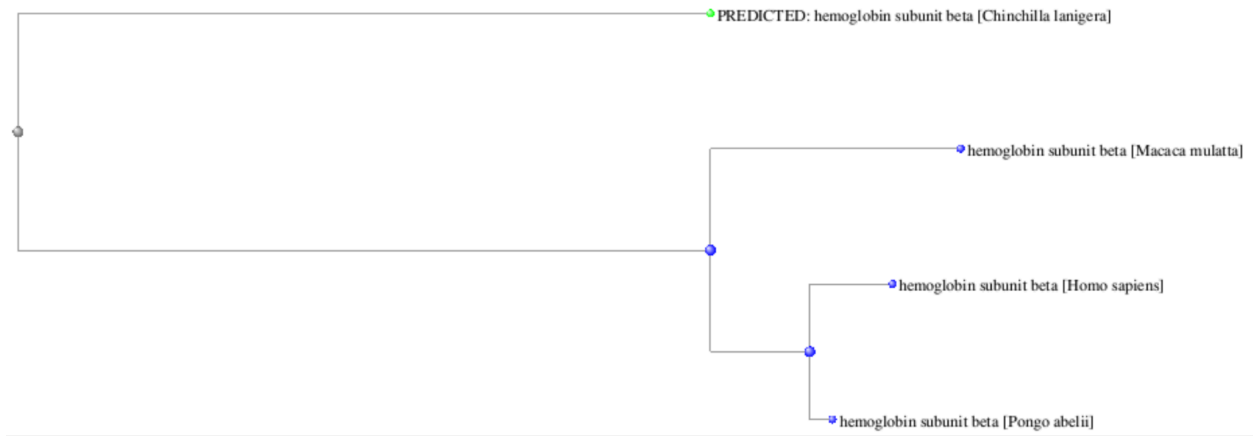 PREDICTED: hemoglobin subunit beta [Chinchilla lanigera]
hemoglobin subunit beta [Macaca mulatta]
hemoglobin subunit beta [Homo sapiens]
hemoglobin subunit beta [Pongo abelii]